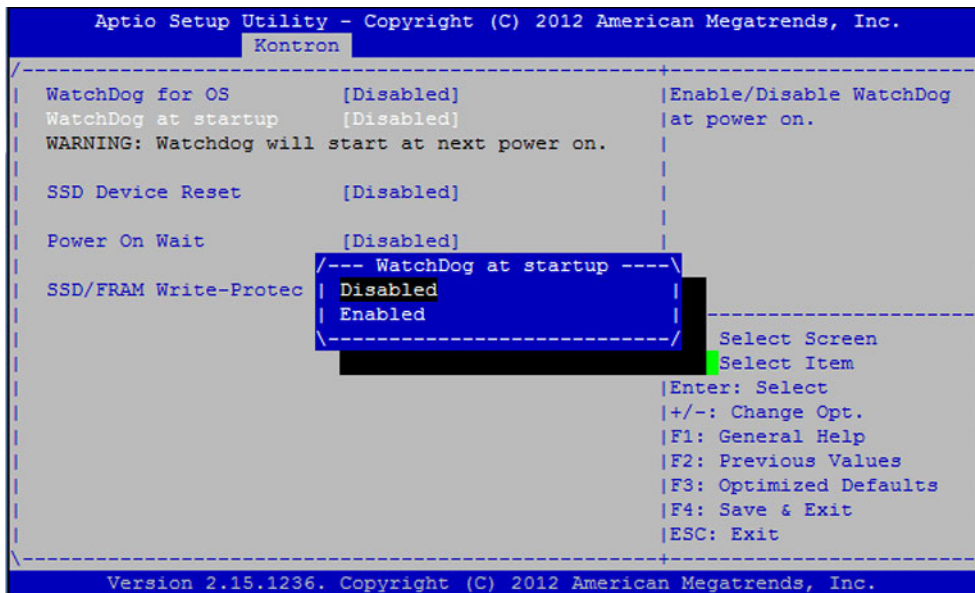 Aptio Setup Utility - Copyright (C) 2012 American Megatrends, Inc.
Kontron
WatchDog for OS [Disabled]
WatchDog at startup [Disabled]
WARNING: Watchdog will start at next power on.
SSD Device Reset [Disabled]
Power On Wait [Disabled]
SSD/FRAM Write-Protec
WatchDog at startup
Disabled
Enabled
Enable/Disable WatchDog
at power on.
Select Screen
Select Item
Enter: Select
+/-: Change Opt.
F1: General Help
F2: Previous Values
F3: Optimized Defaults
F4: Save & Exit
ESC: Exit
Version 2.15.1236. Copyright (C) 2012 American Megatrends, Inc.